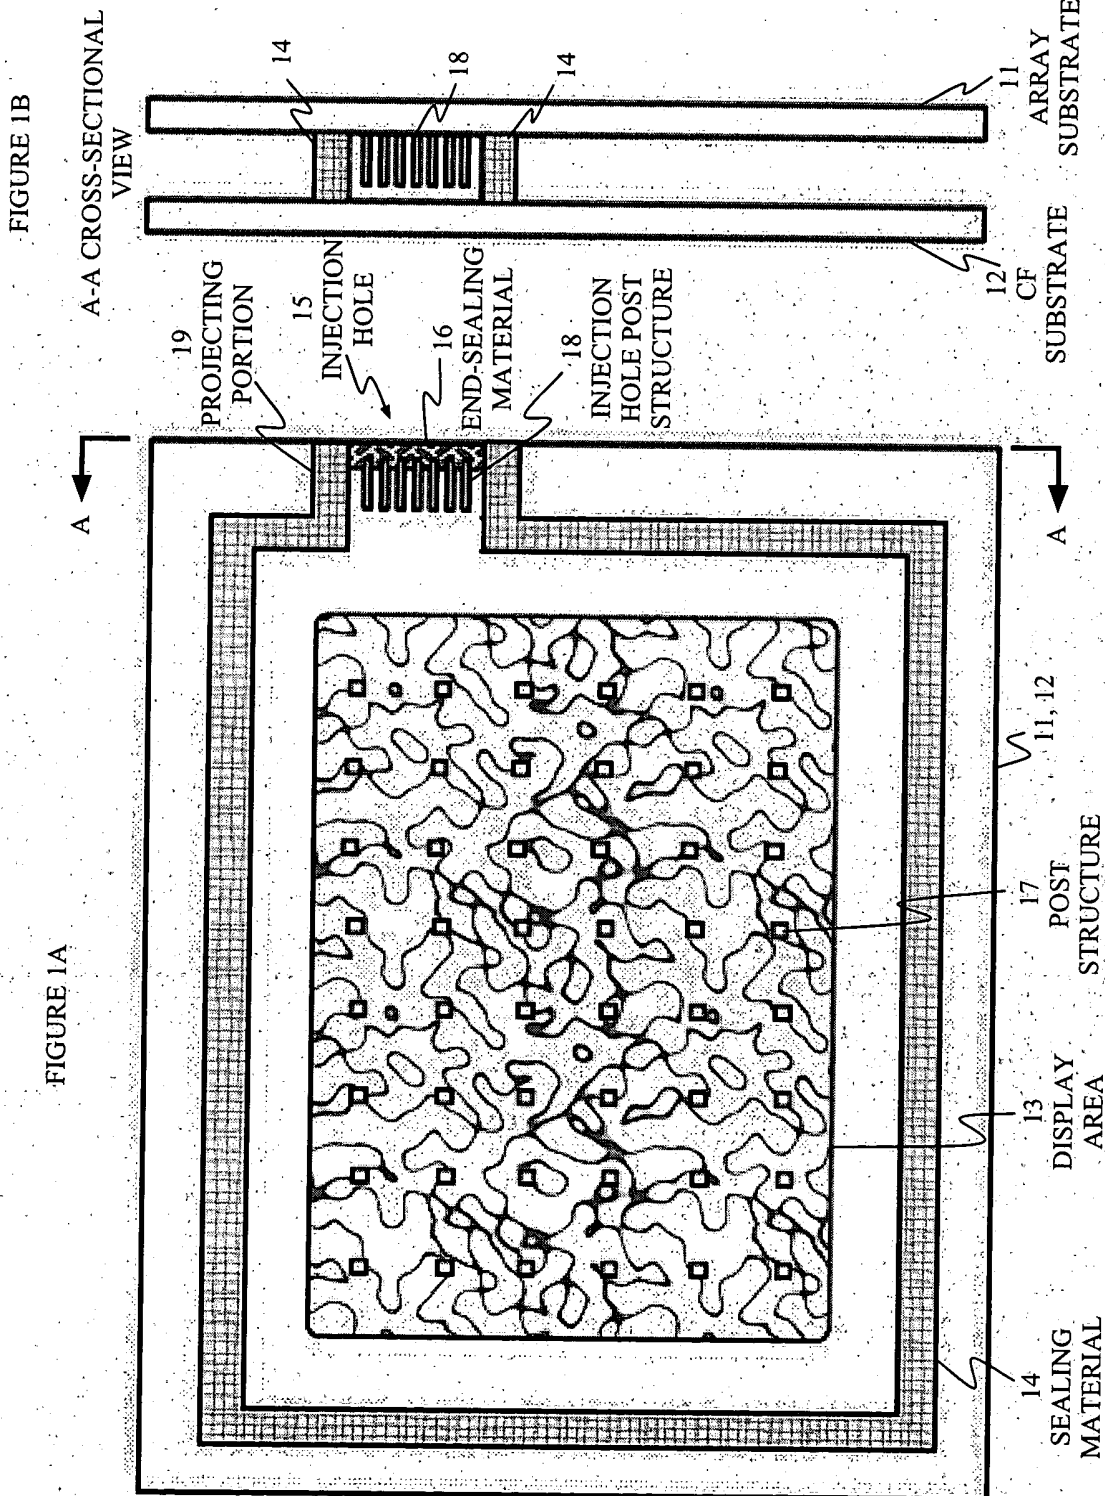 FIGURE 1A
A
19
PROJECTING
PORTION
15
INJECTION
HOLE
16
END-SEALING
MATERIAL
18
INJECTION
HOLE POST
STRUCTURE
A
14
SEALING
MATERIAL
13
DISPLAY
AREA
17
POST
STRUCTURE
11, 12
FIGURE 1B
A-A CROSS-SECTIONAL
VIEW
14
18
14
12
CF
SUBSTRATE
11
ARRAY
SUBSTRATE